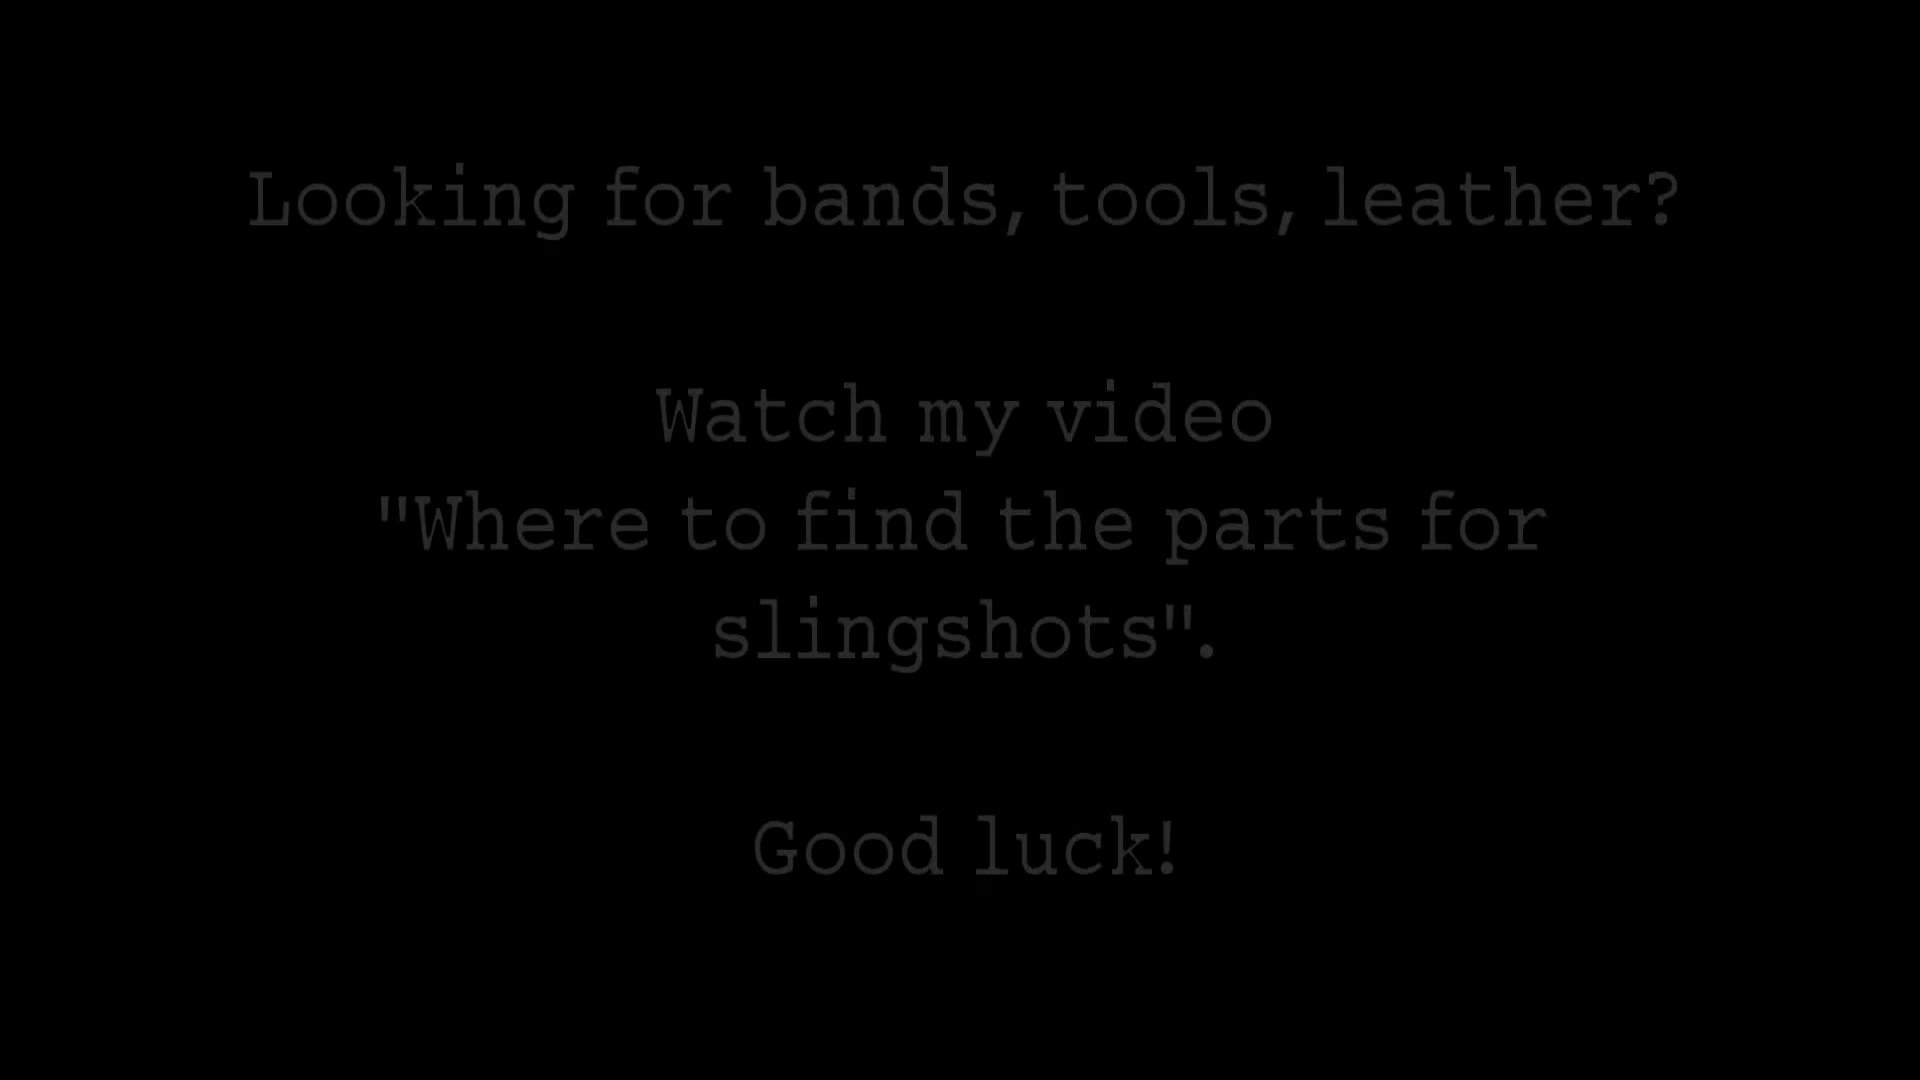 Looking for bands, tools, leather?
Watch my video
"Where to find the parts for
slingshots".
Good luck!